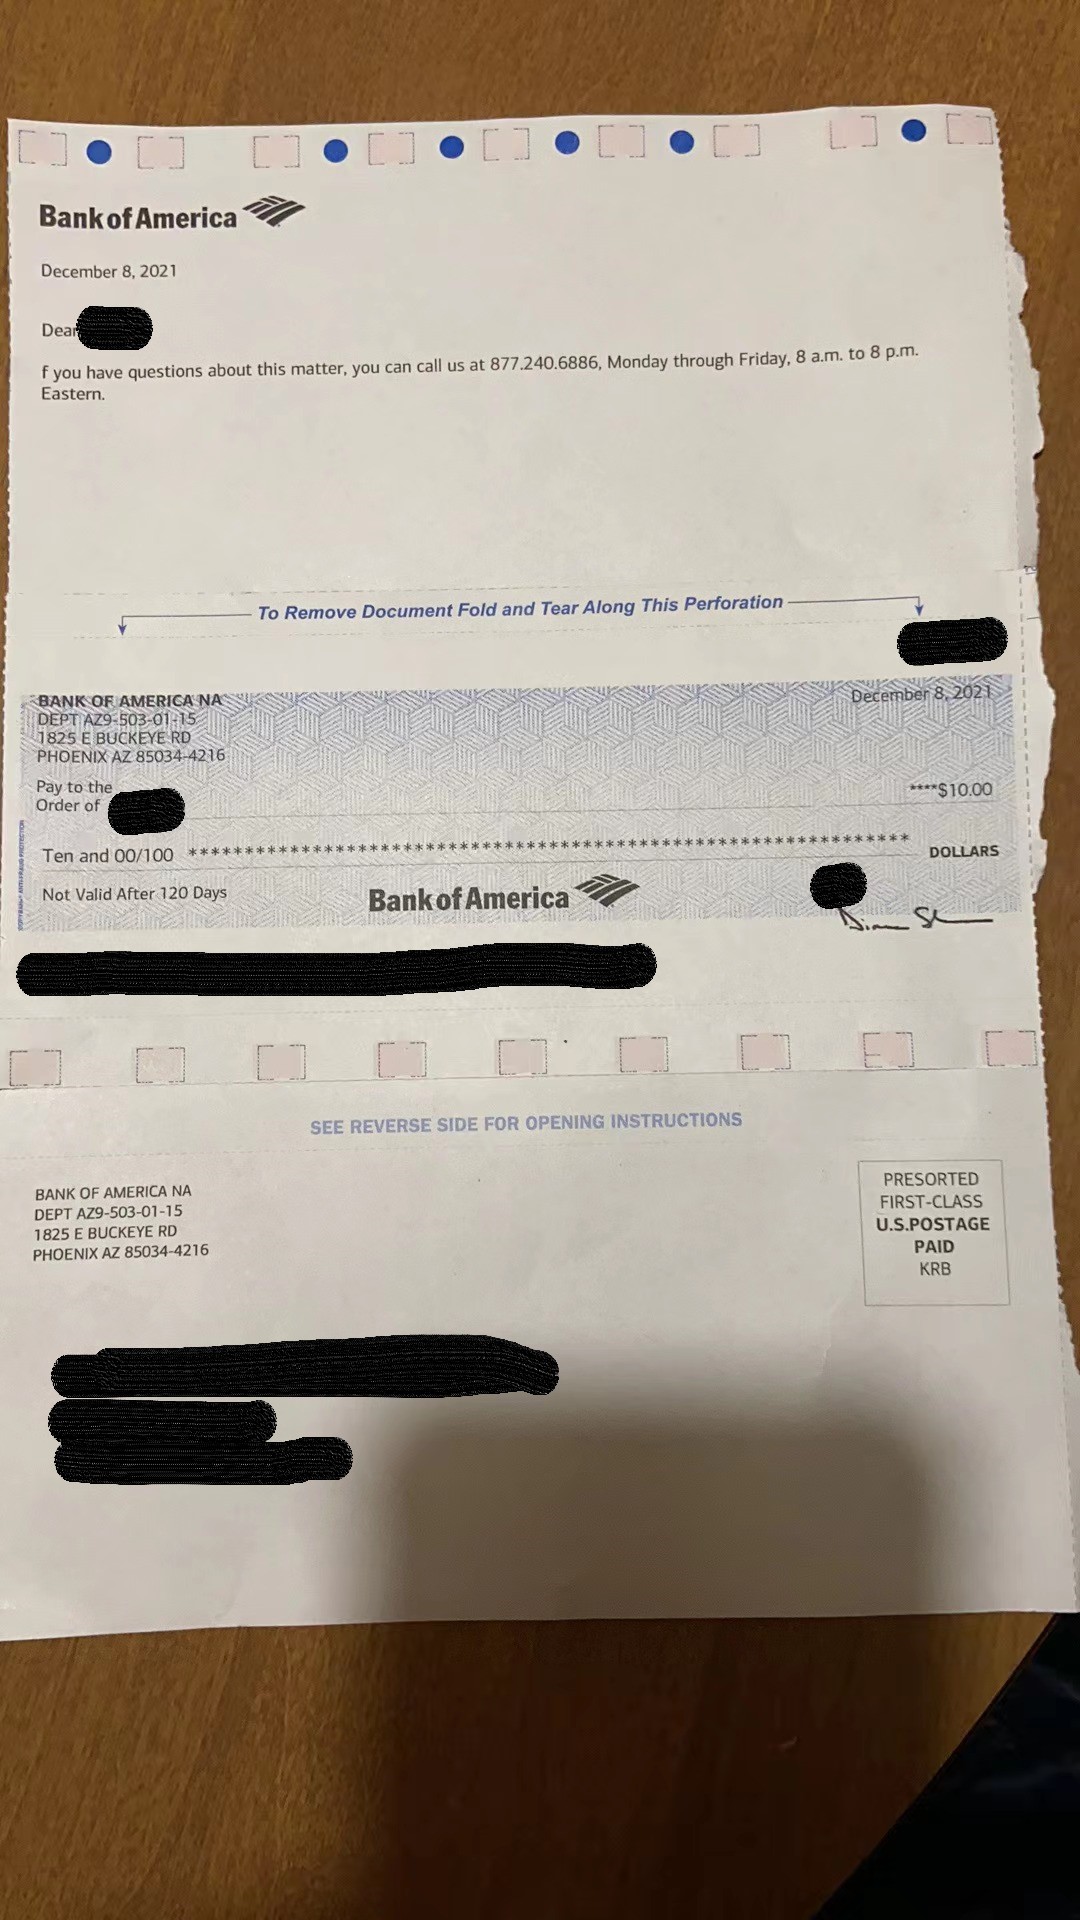 Bank of America
December 8, 2021
Dear
f you have questions about this matter, you can call us at 877.240.6886, Monday through Friday, 8 a.m. to 8 p.m.
Eastern.
To Remove Document Fold and Tear Along This Perforation
BANK OF AMERICA NA
December 8, 2021
DEPT AZ9-503-01-15
1825 E BUCKEYE RD
PHOENIX AZ 85034-4216
Pay to the
Order of
****$10.00
Ten and 00/100 ****************************************************************************
DOLLARS
Not Valid After 120 Days
Bank of America
SEE REVERSE SIDE FOR OPENING INSTRUCTIONS
BANK OF AMERICA NA
DEPT AZ9-503-01-15
1825 E BUCKEYE RD
PHOENIX AZ 85034-4216
PRESORTED
FIRST-CLASS
U.S.POSTAGE
PAID
KRB